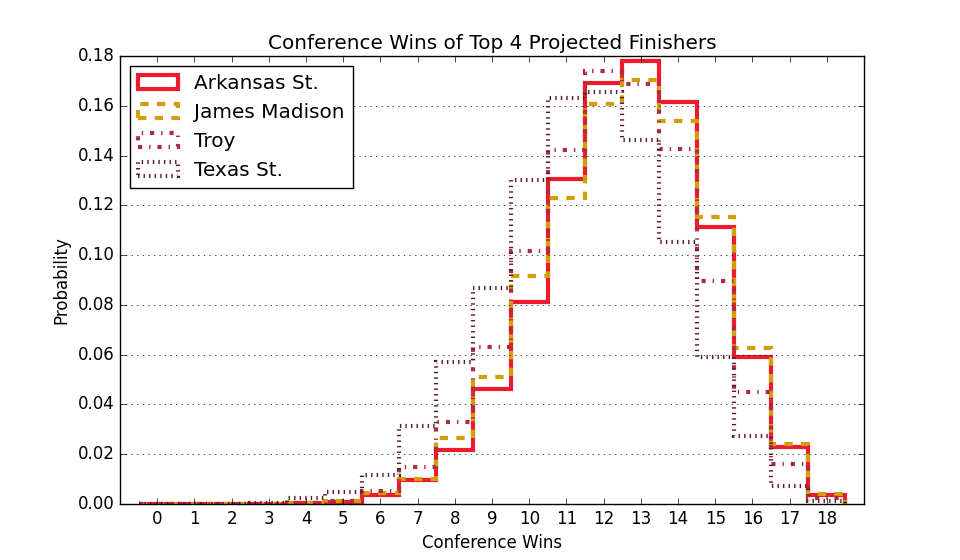 Conference Wins of Top 4 Projected Finishers
0.18
0.16
0.14
0.12
0.10
0.08
0.06
0.04
0.02
0.00
Probability
Arkansas St.
James Madison
Troy
Texas St.
0 1 2 3 4 5 6 7 8 9 10 11 12 13 14 15 16 17 18
Conference Wins